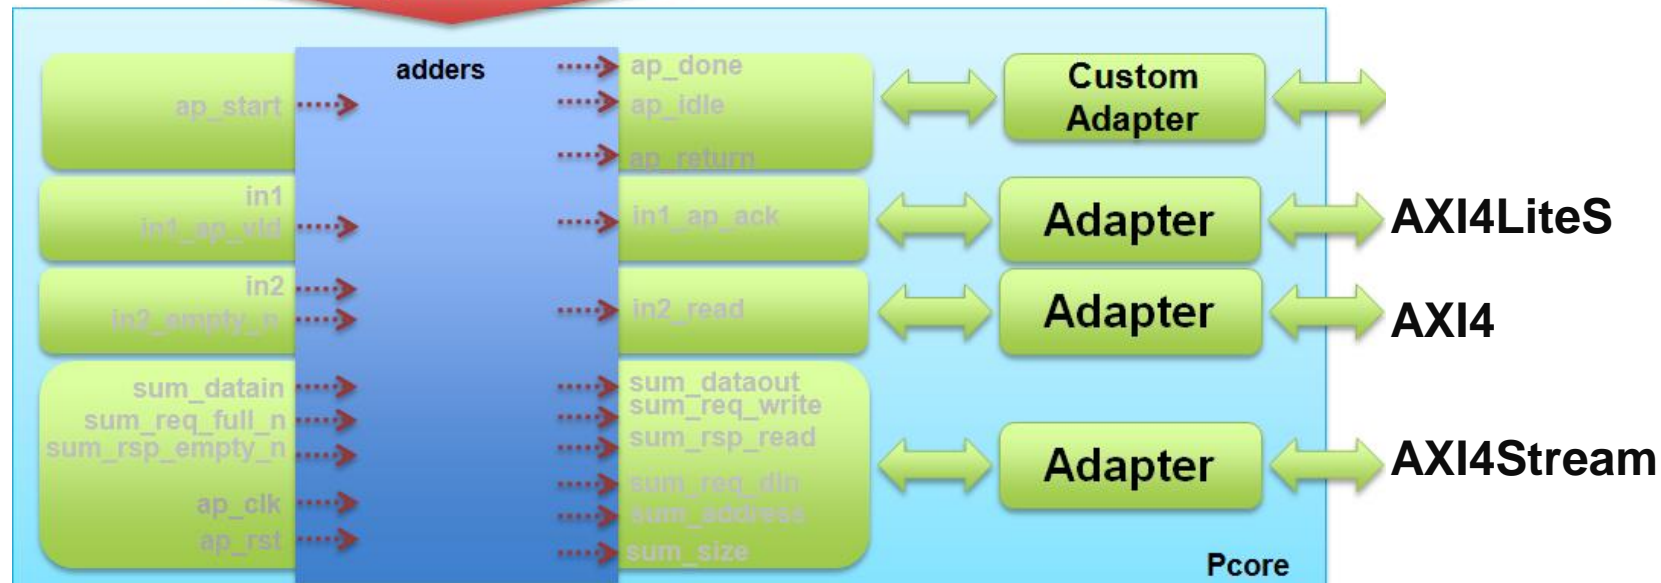 adders
ap_start
in1
in1_ap_vld
in2
in2_empty_n
sum_datain
sum_req_full_n
sum_rsp_empty_n
ap_clk
ap_rst
ap_done
ap_idle
ap_return
in1_ap_ack
in2_read
sum_dataout
sum_req_write
sum_rsp_read
sum_req_din
sum_address
sum_size
Custom
Adapter
Adapter
Adapter
Adapter
AXI4LiteS
AXI4
AXI4Stream
Pcore